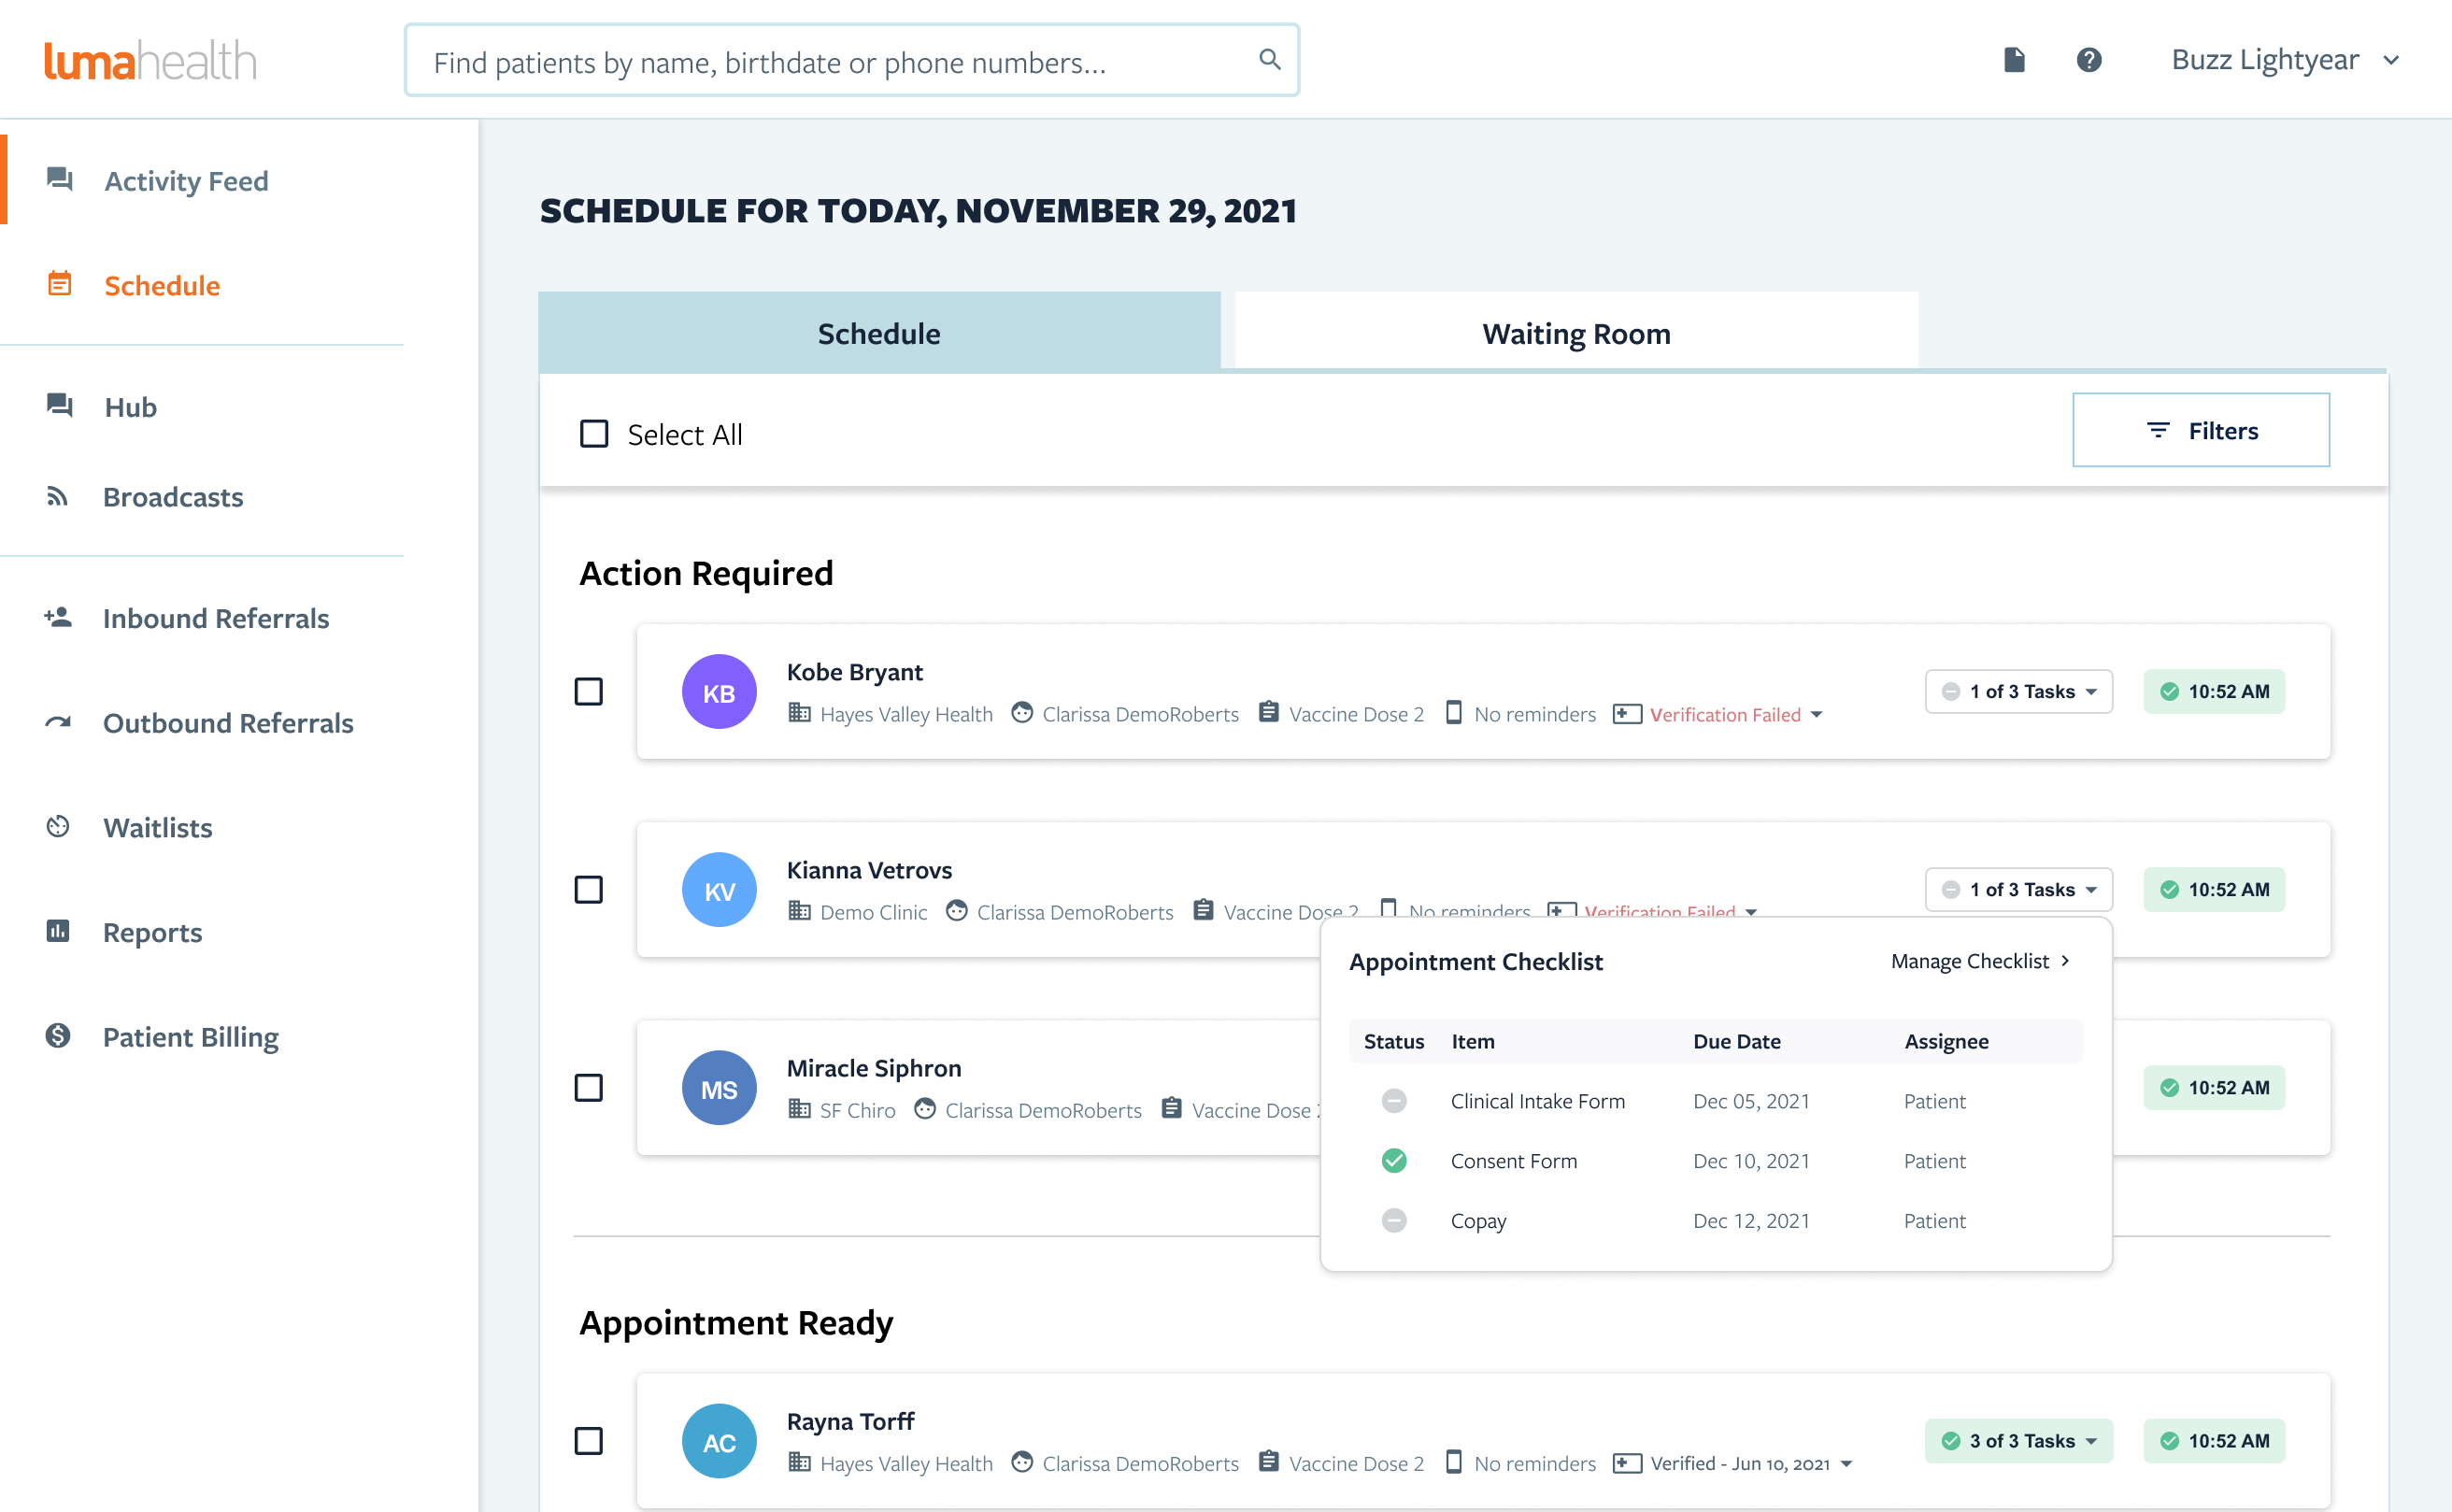 lumahealth
Find patients by name, birthdate or phone numbers...
Buzz Lightyear
Activity Feed
Schedule
Hub
Broadcasts
Inbound Referrals
Outbound Referrals
Waitlists
Reports
Patient Billing
SCHEDULE FOR TODAY, NOVEMBER 29, 2021
Schedule
Waiting Room
Select All
Filters
Action Required
KB
Kobe Bryant
Hayes Valley Health Clarissa DemoRoberts Vaccine Dose 2 No reminders Verification Failed
1 of 3 Tasks
10:52 AM
KV
Kianna Vetrovs
Demo Clinic Clarissa DemoRoberts Vaccine Dose 2 No reminders Verification Failed
1 of 3 Tasks
10:52 AM
MS
Miracle Siphron
SF Chiro Clarissa DemoRoberts Vaccine Dose 2
10:52 AM
Appointment Checklist
Manage Checklist
Status Item Due Date Assignee
Clinical Intake Form Dec 05, 2021 Patient
Consent Form Dec 10, 2021 Patient
Copay Dec 12, 2021 Patient
Appointment Ready
AC
Rayna Torff
Hayes Valley Health Clarissa DemoRoberts Vaccine Dose 2 No reminders Verified - Jun 10, 2021
3 of 3 Tasks
10:52 AM